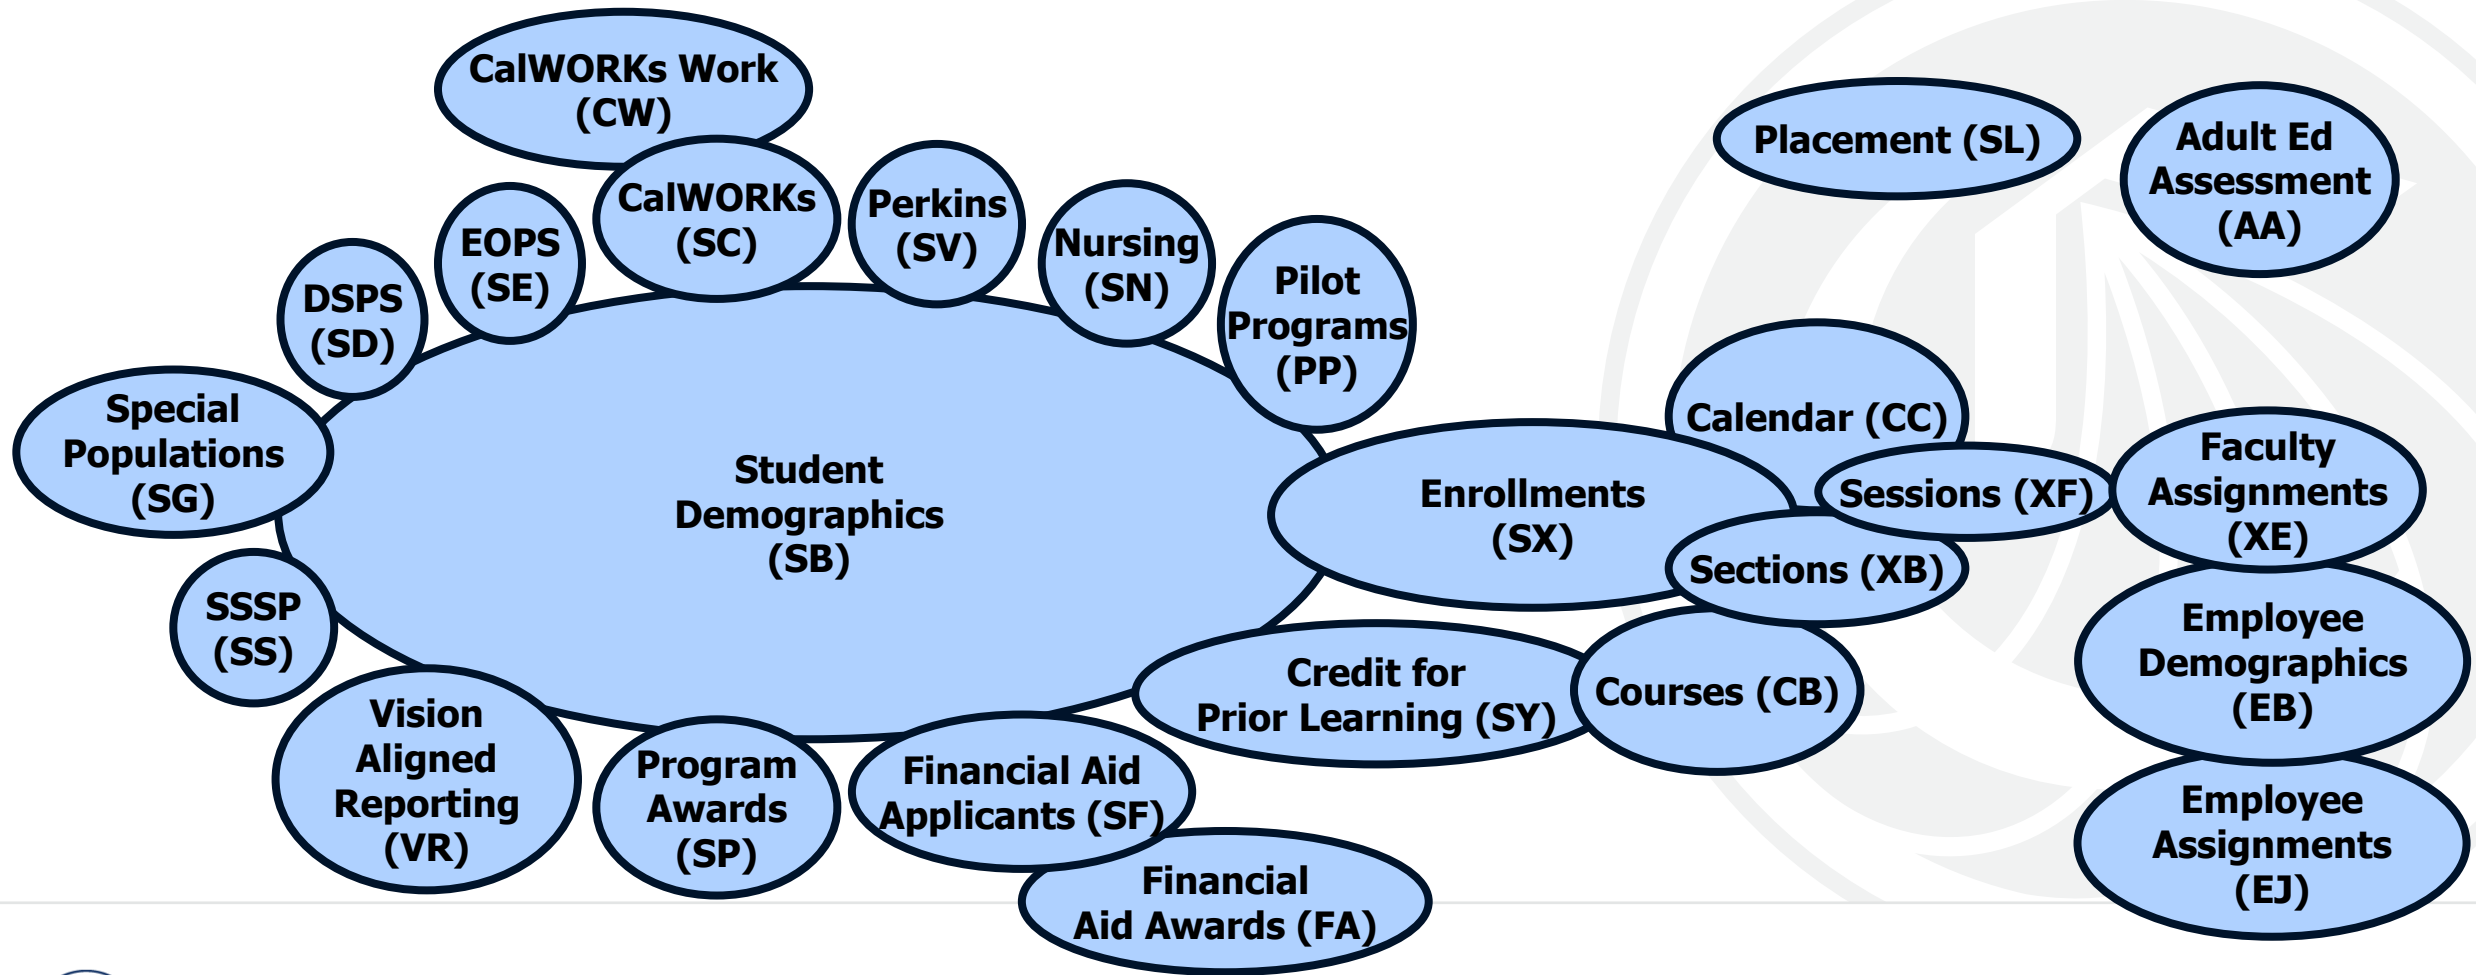 CalWORKs Work
(CW)
CalWORKs
(SC)
Perkins
(SV)
EOPS
(SE)
Nursing
(SN)
DSPS
(SD)
Pilot
Programs
(PP)
Placement (SL)
Adult Ed
Assessment
(AA)
Special
Populations
(SG)
Student
Demographics
(SB)
Enrollments
(SX)
Calendar (CC)
Sessions (XF)
Faculty
Assignments
(XE)
Sections (XB)
SSSP
(SS)
Employee
Demographics
(EB)
Credit for
Prior Learning (SY)
Courses (CB)
Vision
Aligned
Reporting
(VR)
Program
Awards
(SP)
Financial Aid
Applicants (SF)
Financial
Aid Awards (FA)
Employee
Assignments
(EJ)